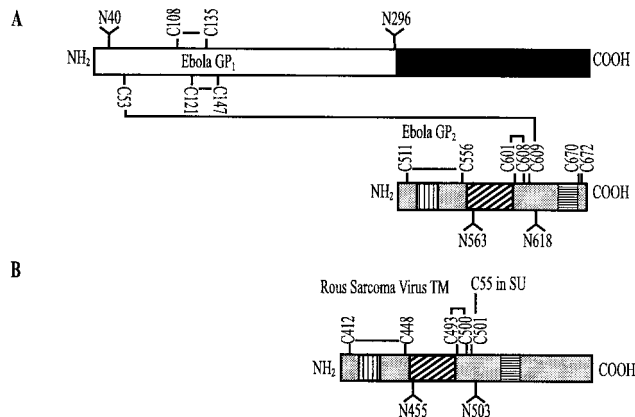 A
N40
C108
C135
N296
NH2
Ebola GP1
COOH
C53
C121
C147
Ebola GP2
C511
C556
C601
C608
C609
C670
C672
NH2
COOH
N563
N618
B
Rous Sarcoma Virus TM
C55 in SU
C412
C448
C493
C500
C501
NH2
COOH
N455
N503